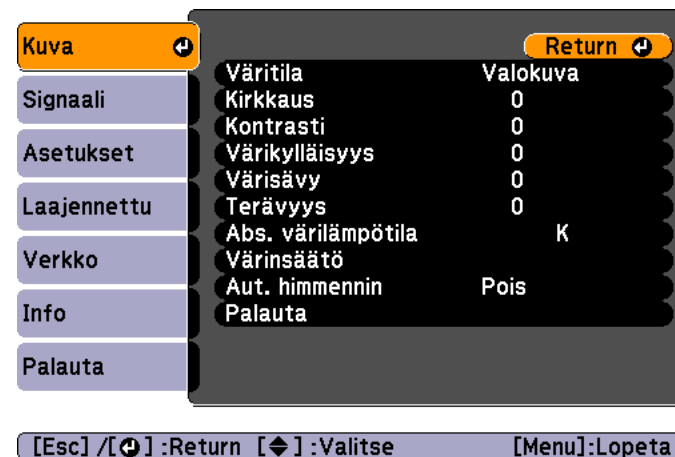 Kuva
Return
Väritila Valokuva
Kirkkaus 0
Kontrasti 0
Värikylläisyys 0
Värisävy 0
Terävyys 0
Abs. värilämpötila K
Värinsäätö
Aut. himmennin Pois
Palauta
Signaali
Asetukset
Laajennettu
Verkko
Info
Palauta
[Esc] /[ ] :Return [ ] :Valitse [Menu]:Lopeta